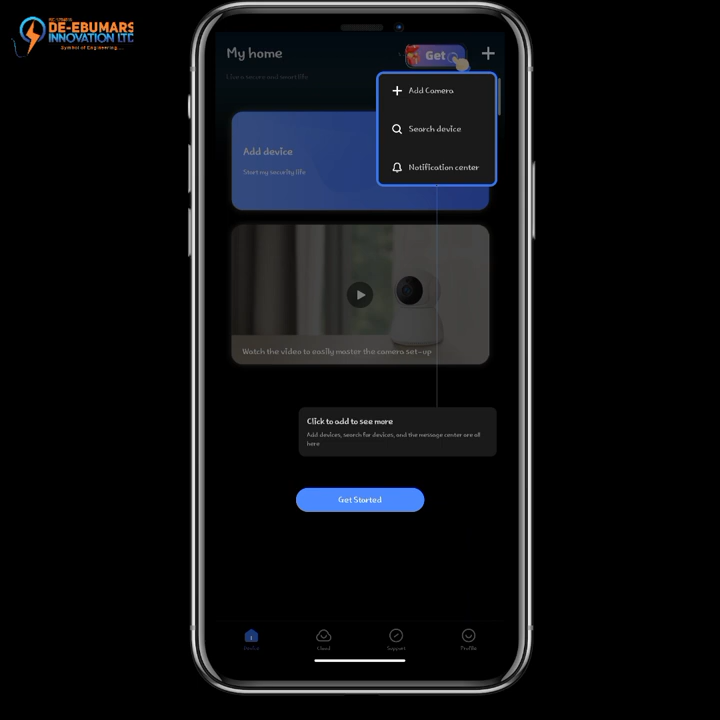 DE-EBUMARS
INNOVATION LTD
Symbol of Engineering...
My home
Get
Live a secure and smart life
Add Camera
Search device
Notification center
Add device
Start my security life
Watch the video to easily master the camera set-up
Click to add to see more
Add devices, search for devices, and the message center are all
here
Get Started
Device
Cloud
Support
Profile